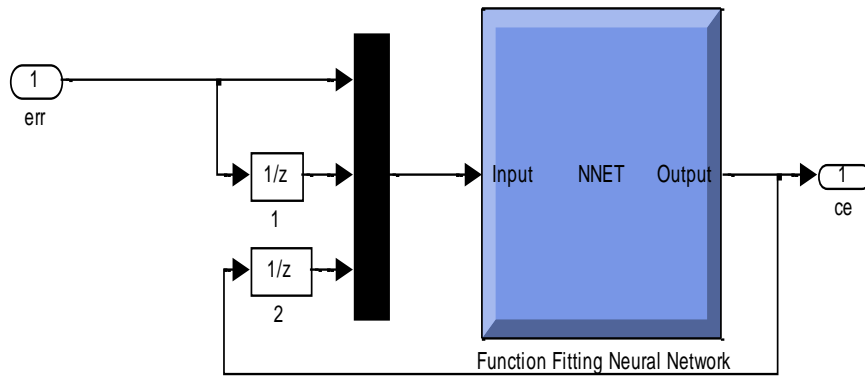 1
err
1/z
1
1/z
2
Input NNET Output
1
ce
Function Fitting Neural Network